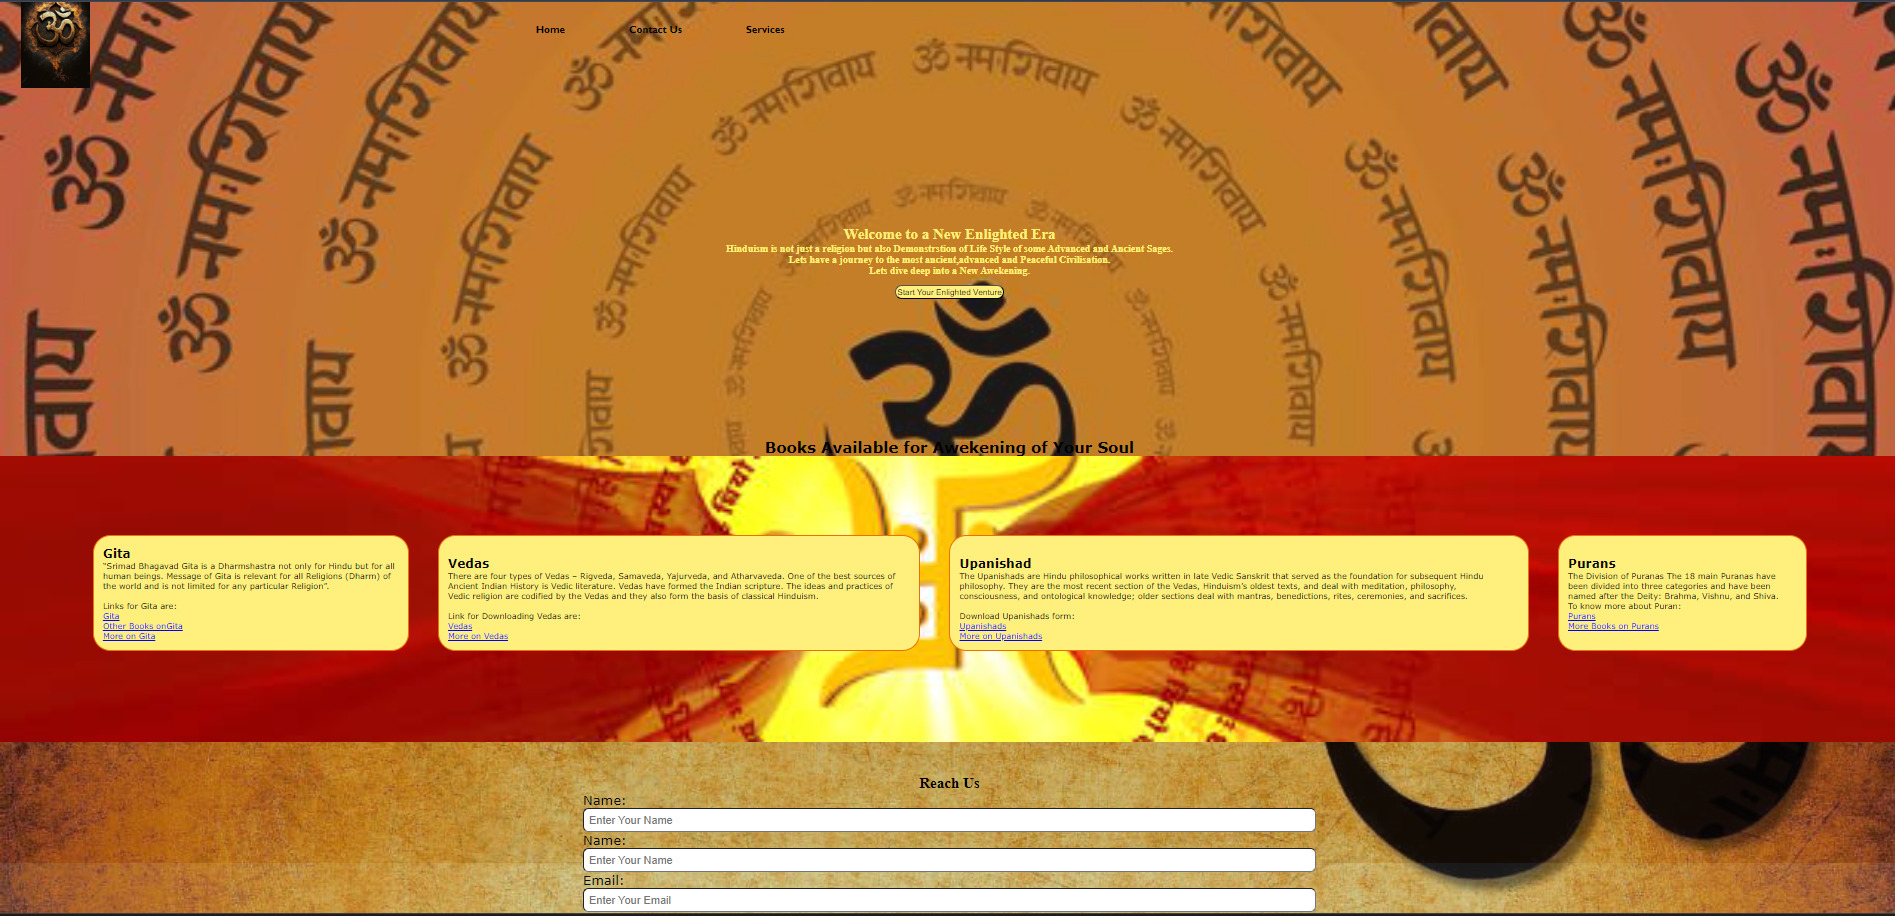 Home Contact Us Services
ॐ नमः शिवाय
Welcome to a New Enlighted Era
Hinduism is not just a religion but also Demonstrstion of Life Style of some Advanced and Ancient Sages.
Lets have a journey to the most ancient,advanced and Peaceful Civilisation.
Lets dive deep into a New Awekening.
Start Your Enlighted Venture
ॐ
Books Available for Awekening of Your Soul
Gita
“Srimad Bhagavad Gita is a Dharmshastra not only for Hindu but for all
human beings. Message of Gita is relevant for all Religions (Dharm) of
the world and is not limited for any particular Religion”.
Links for Gita are:
Gita
Other Books onGita
More on Gita
Vedas
There are four types of Vedas – Rigveda, Samaveda, Yajurveda, and Atharvaveda. One of the best sources of
Ancient Indian History is Vedic literature. Vedas have formed the Indian scripture. The ideas and practices of
Vedic religion are codified by the Vedas and they also form the basis of classical Hinduism.
Link for Downloading Vedas are:
Vedas
More on Vedas
Upanishad
The Upanishads are Hindu philosophical works written in late Vedic Sanskrit that served as the foundation for subsequent Hindu
philosophy. They are the most recent section of the Vedas, Hinduism’s oldest texts, and deal with meditation, philosophy,
consciousness, and ontological knowledge; older sections deal with mantras, benedictions, rites, ceremonies, and sacrifices.
Download Upanishads form:
Upanishads
More on Upanishads
Purans
The Division of Puranas The 18 main Puranas have
been divided into three categories and have been
named after the Deity: Brahma, Vishnu, and Shiva.
To know more about Puran:
Purans
More Books on Purans
Reach Us
Name:
Enter Your Name
Name:
Enter Your Name
Email:
Enter Your Email